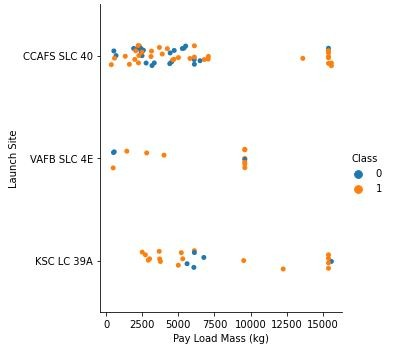 CCAFS SLC 40
VAFB SLC 4E
KSC LC 39A
Launch Site
Class
0
1
0 2500 5000 7500 10000 12500 15000
Pay Load Mass (kg)